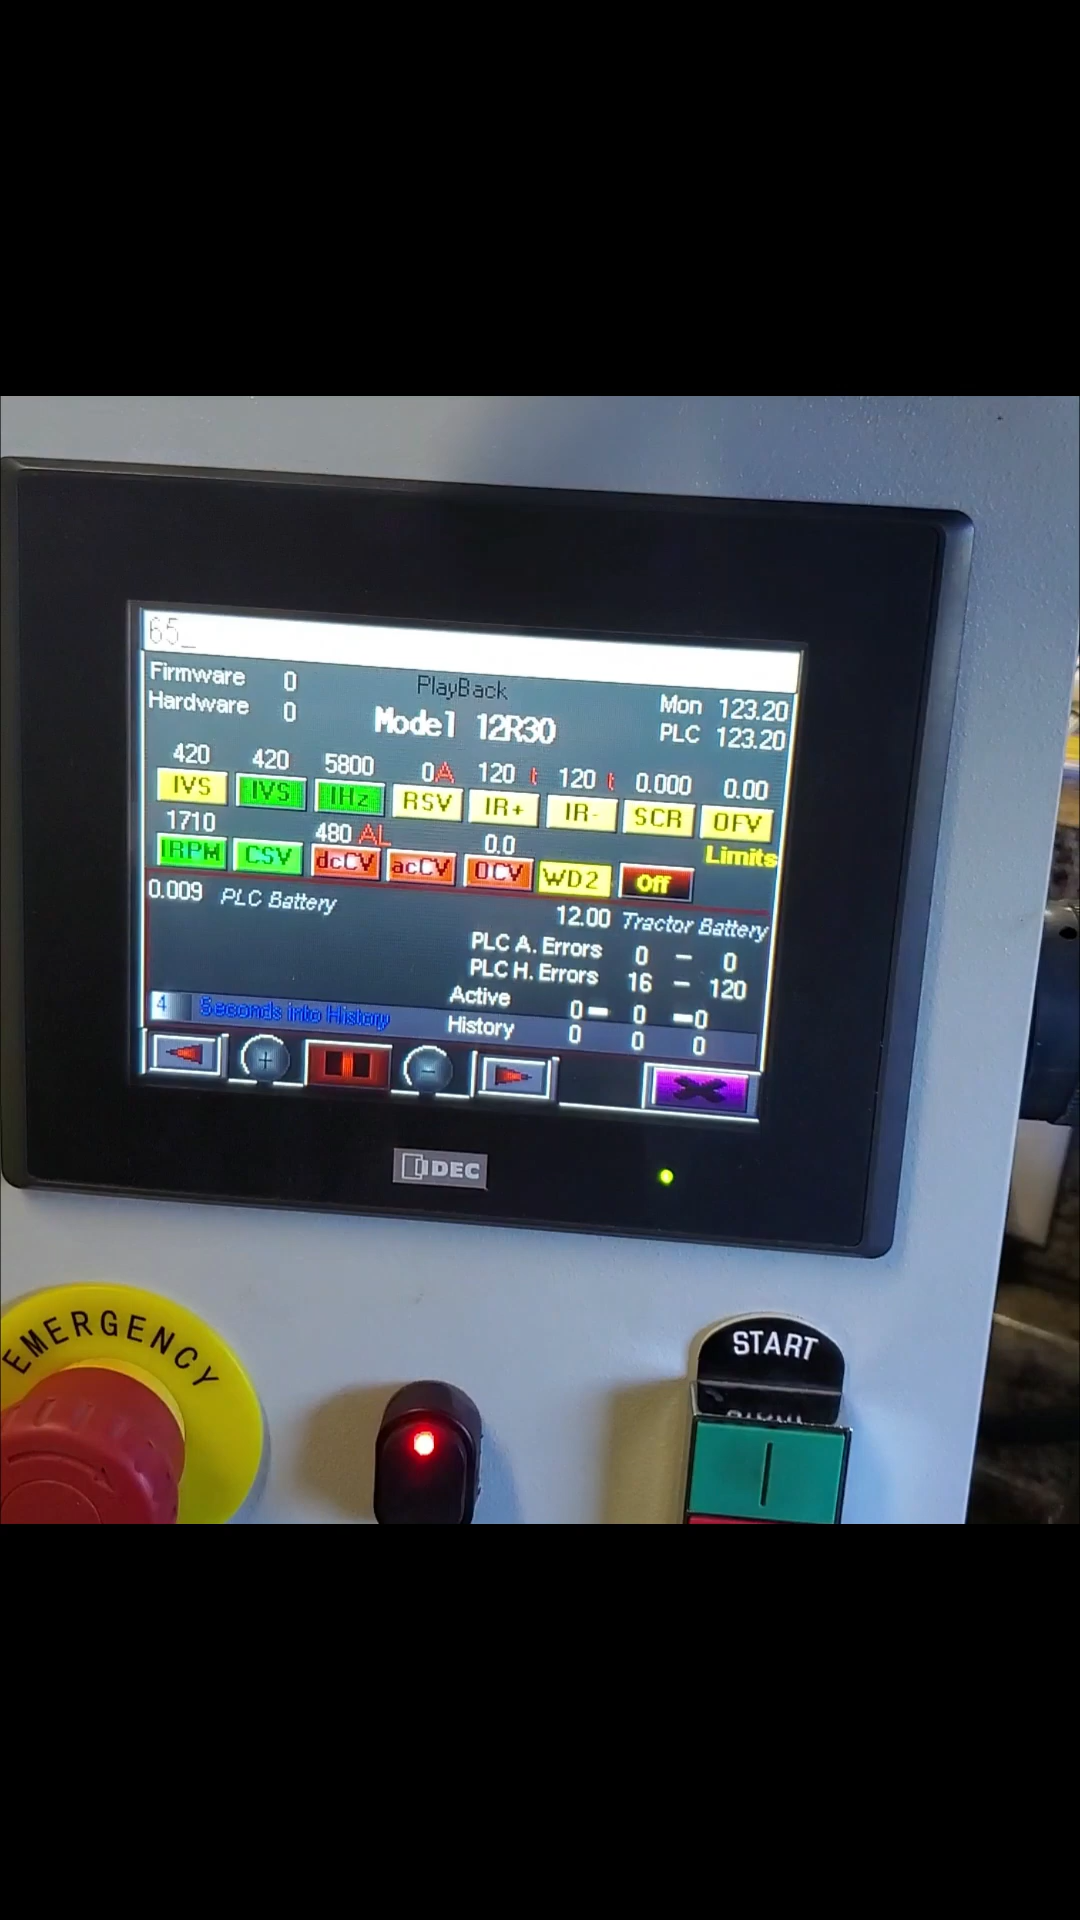 65_
Firmware 0 PlayBack Mon 123.20
Hardware 0 Model 12R30 PLC 123.20
420 420 5800 0A 120 t 120 t 0.000 0.00
IVS IVS IHz RSV IR+ IR- SCR OFV
1710 480 AL 0.0 Limits
IRPM CSV dcCV acCV OCV WD2 Off
0.009 PLC Battery 12.00 Tractor Battery
PLC A. Errors 0 - 0
PLC H. Errors 16 - 120
Active 0- 0 -0
4 Seconds into History History 0 0 0
+ -
IDEC
EMERGENCY
START